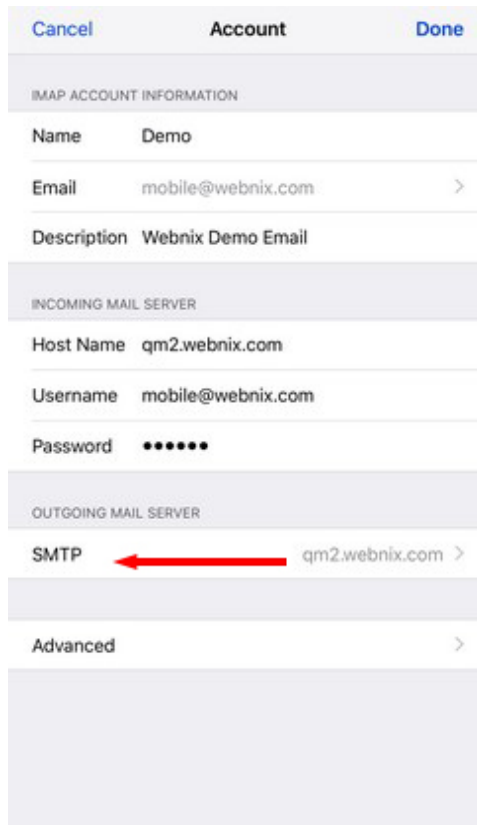 Cancel Account Done
IMAP ACCOUNT INFORMATION
Name Demo
Email mobile@webnix.com
Description Webnix Demo Email
INCOMING MAIL SERVER
Host Name qm2.webnix.com
Username mobile@webnix.com
Password ••••••
OUTGOING MAIL SERVER
SMTP qm2.webnix.com
Advanced